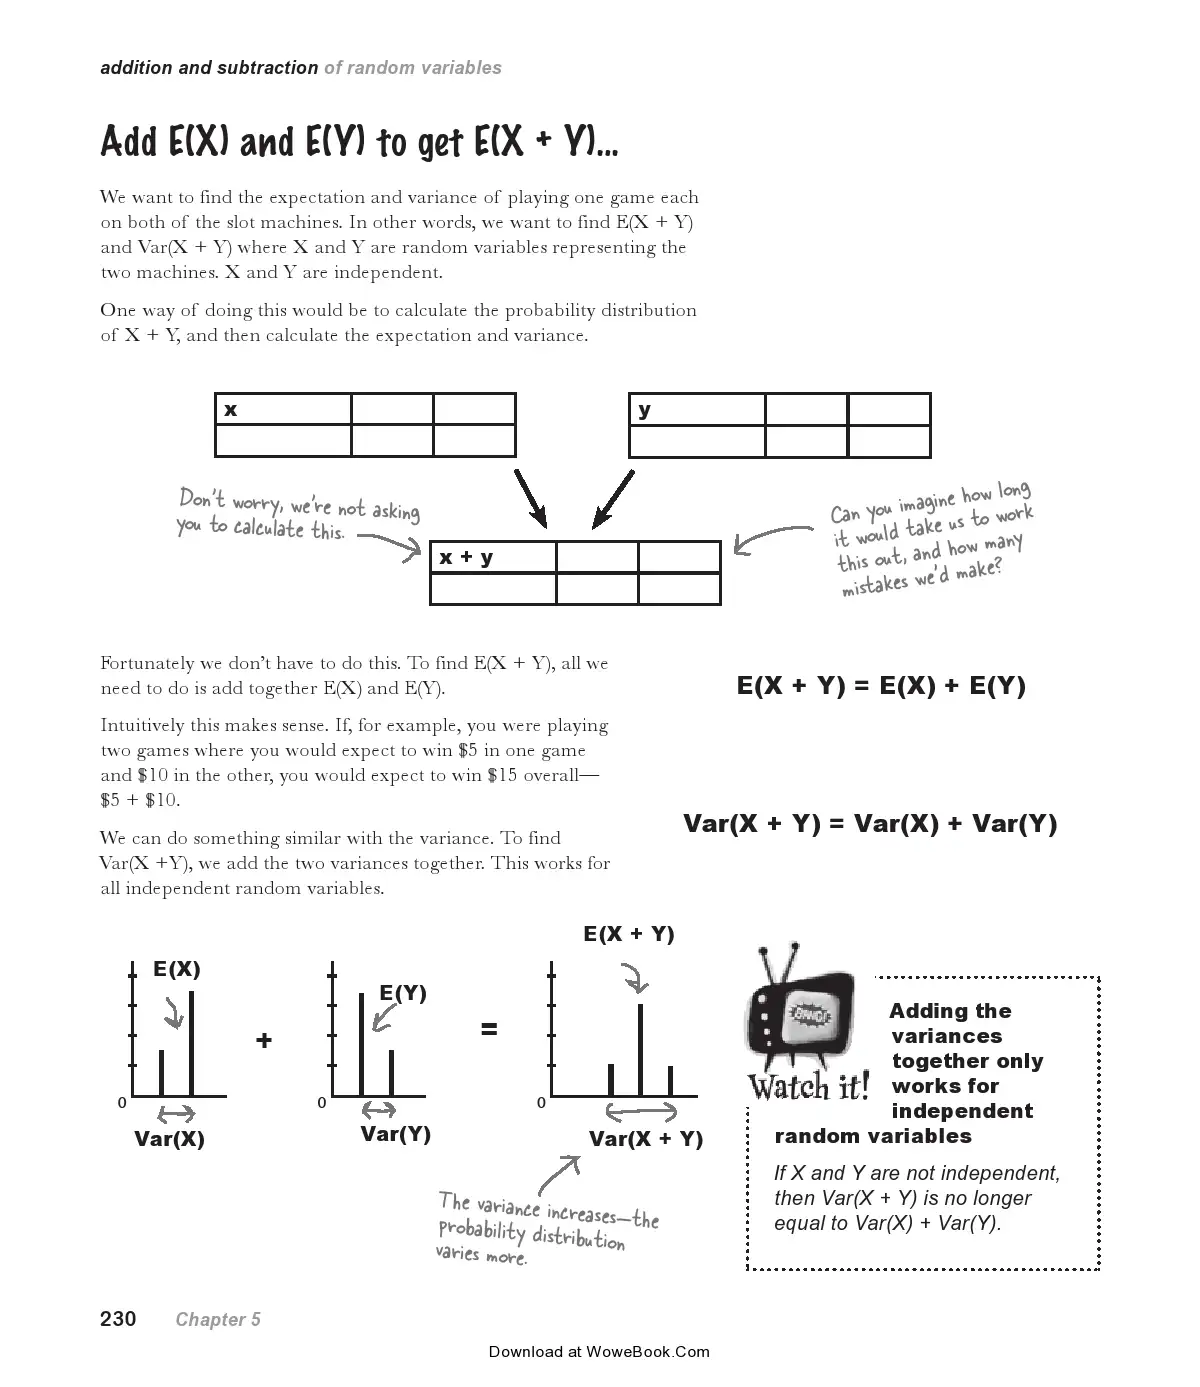 addition and subtraction of random variables
Add E(X) and E(Y) to get E(X + Y)...
We want to find the expectation and variance of playing one game each
on both of the slot machines. In other words, we want to find E(X + Y)
and Var(X + Y) where X and Y are random variables representing the
two machines. X and Y are independent.
One way of doing this would be to calculate the probability distribution
of X + Y, and then calculate the expectation and variance.
x
y
Don't worry, we're not asking
you to calculate this.
x + y
Can you imagine how long
it would take us to work
this out, and how many
mistakes we'd make?
Fortunately we don't have to do this. To find E(X + Y), all we
need to do is add together E(X) and E(Y).
E(X + Y) = E(X) + E(Y)
Intuitively this makes sense. If, for example, you were playing
two games where you would expect to win $5 in one game
and $10 in the other, you would expect to win $15 overall—
$5 + $10.
We can do something similar with the variance. To find
Var(X +Y), we add the two variances together. This works for
all independent random variables.
Var(X + Y) = Var(X) + Var(Y)
E(X)
0
Var(X)
+
E(Y)
0
Var(Y)
=
E(X + Y)
0
Var(X + Y)
The variance increases—the
probability distribution
varies more.
BANG!
Watch it!
Adding the
variances
together only
works for
independent
random variables
If X and Y are not independent,
then Var(X + Y) is no longer
equal to Var(X) + Var(Y).
230 Chapter 5
Download at WoweBook.Com